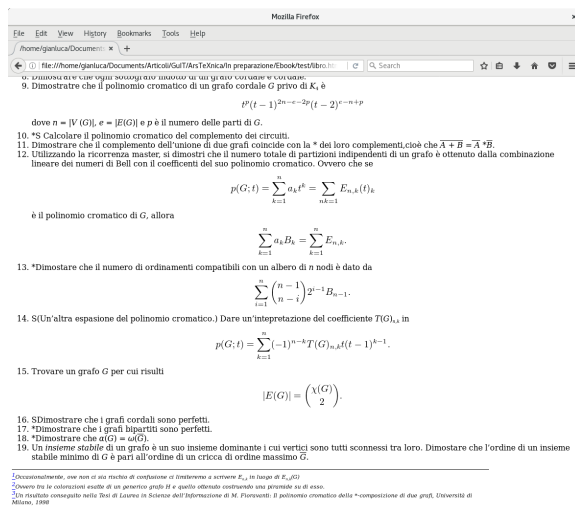 Mozilla Firefox
File Edit View History Bookmarks Tools Help
/home/gianluca/Documents
file:///home/gianluca/Documents/Articoli/GuIT/ArsTeXnica/In preparazione/Ebook/test/libro.ht Search
8. Dimostrare che ogni sottografo indotto di un grafo cordale è cordale.
9. Dimostratre che il polinomio cromatico di un grafo cordale G privo di K₄ è
t^p(t − 1)^{2n−e−2p}(t − 2)^{e−n+p}
dove n = |V (G)|, e = |E(G)| e p è il numero delle parti di G.
10. *S Calcolare il polinomio cromatico del complemento dei circuiti.
11. Dimostrare che il complemento dell'unione di due grafi coincide con la * dei loro complementi,cioè che \overline{A + B} = \overline{A} *\overline{B}.
12. Utilizzando la ricorrenza master, si dimostri che il numero totale di partizioni indipendenti di un grafo è ottenuto dalla combinazione
lineare dei numeri di Bell con il coefficenti del suo polinomio cromatico. Ovvero che se
p(G; t) = \sum_{k=1}^{n} a_k t^k = \sum_{nk=1} E_{n,k}(t)_k
è il polinomio cromatico di G, allora
\sum_{k=1}^{n} a_k B_k = \sum_{k=1}^{n} E_{n,k}.
13. *Dimostare che il numero di ordinamenti compatibili con un albero di n nodi è dato da
\sum_{i=1}^{n} \binom{n − 1}{n − i} 2^{i−1} B_{n−1}.
14. S(Un'altra espasione del polinomio cromatico.) Dare un'intepretazione del coefficiente T(G)_{n,k} in
p(G; t) = \sum_{k=1}^{n} (−1)^{n−k} T(G)_{n,k} t(t − 1)^{k−1}.
15. Trovare un grafo G per cui risulti
|E(G)| = \binom{χ(G)}{2}.
16. SDimostrare che i grafi cordali sono perfetti.
17. *Dimostrare che i grafi bipartiti sono perfetti.
18. *Dimostrare che α(G) = ω(\overline{G}).
19. Un insieme stabile di un grafo è un suo insieme dominante i cui vertici sono tutti sconnessi tra loro. Dimostrare che l'ordine di un insieme
stabile minimo di G è pari all'ordine di un cricca di ordine massimo \overline{G}.
1Occasionalmente, ove non ci sia rischio di confusione ci limiteremo a scrivere E_{n,k} in luogo di E_{n,k}(G)
2Ovvero tra le colorazioni esatte di un generico grafo H e quello ottenuto costruendo una piramide su di esso.
3Un risultato conseguito nella Tesi di Laurea in Scienze dell'Informazione di M. Fioravanti: Il polinomio cromatico della *-composizione di due grafi, Università di
Milano, 1998